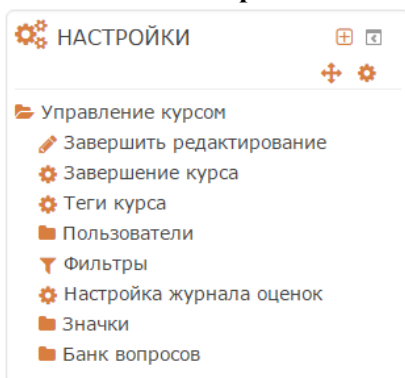 НАСТРОЙКИ
Управление курсом
Завершить редактирование
Завершение курса
Теги курса
Пользователи
Фильтры
Настройка журнала оценок
Значки
Банк вопросов